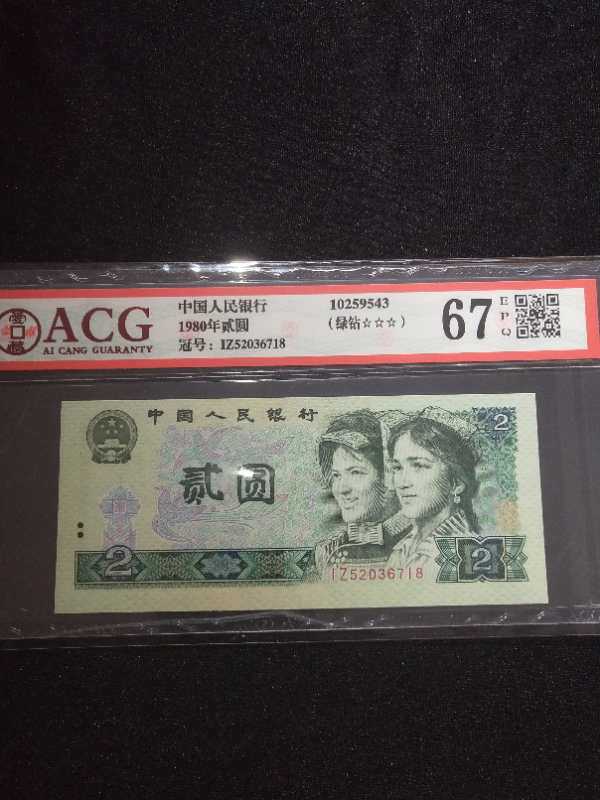 ACG
AI CANG GUARANTY
中国人民银行
1980年贰圆
冠号：IZ52036718
10259543
(绿钻☆☆☆)
67
EPQ
中国人民银行
2
贰圆
2
2
IZ52036718